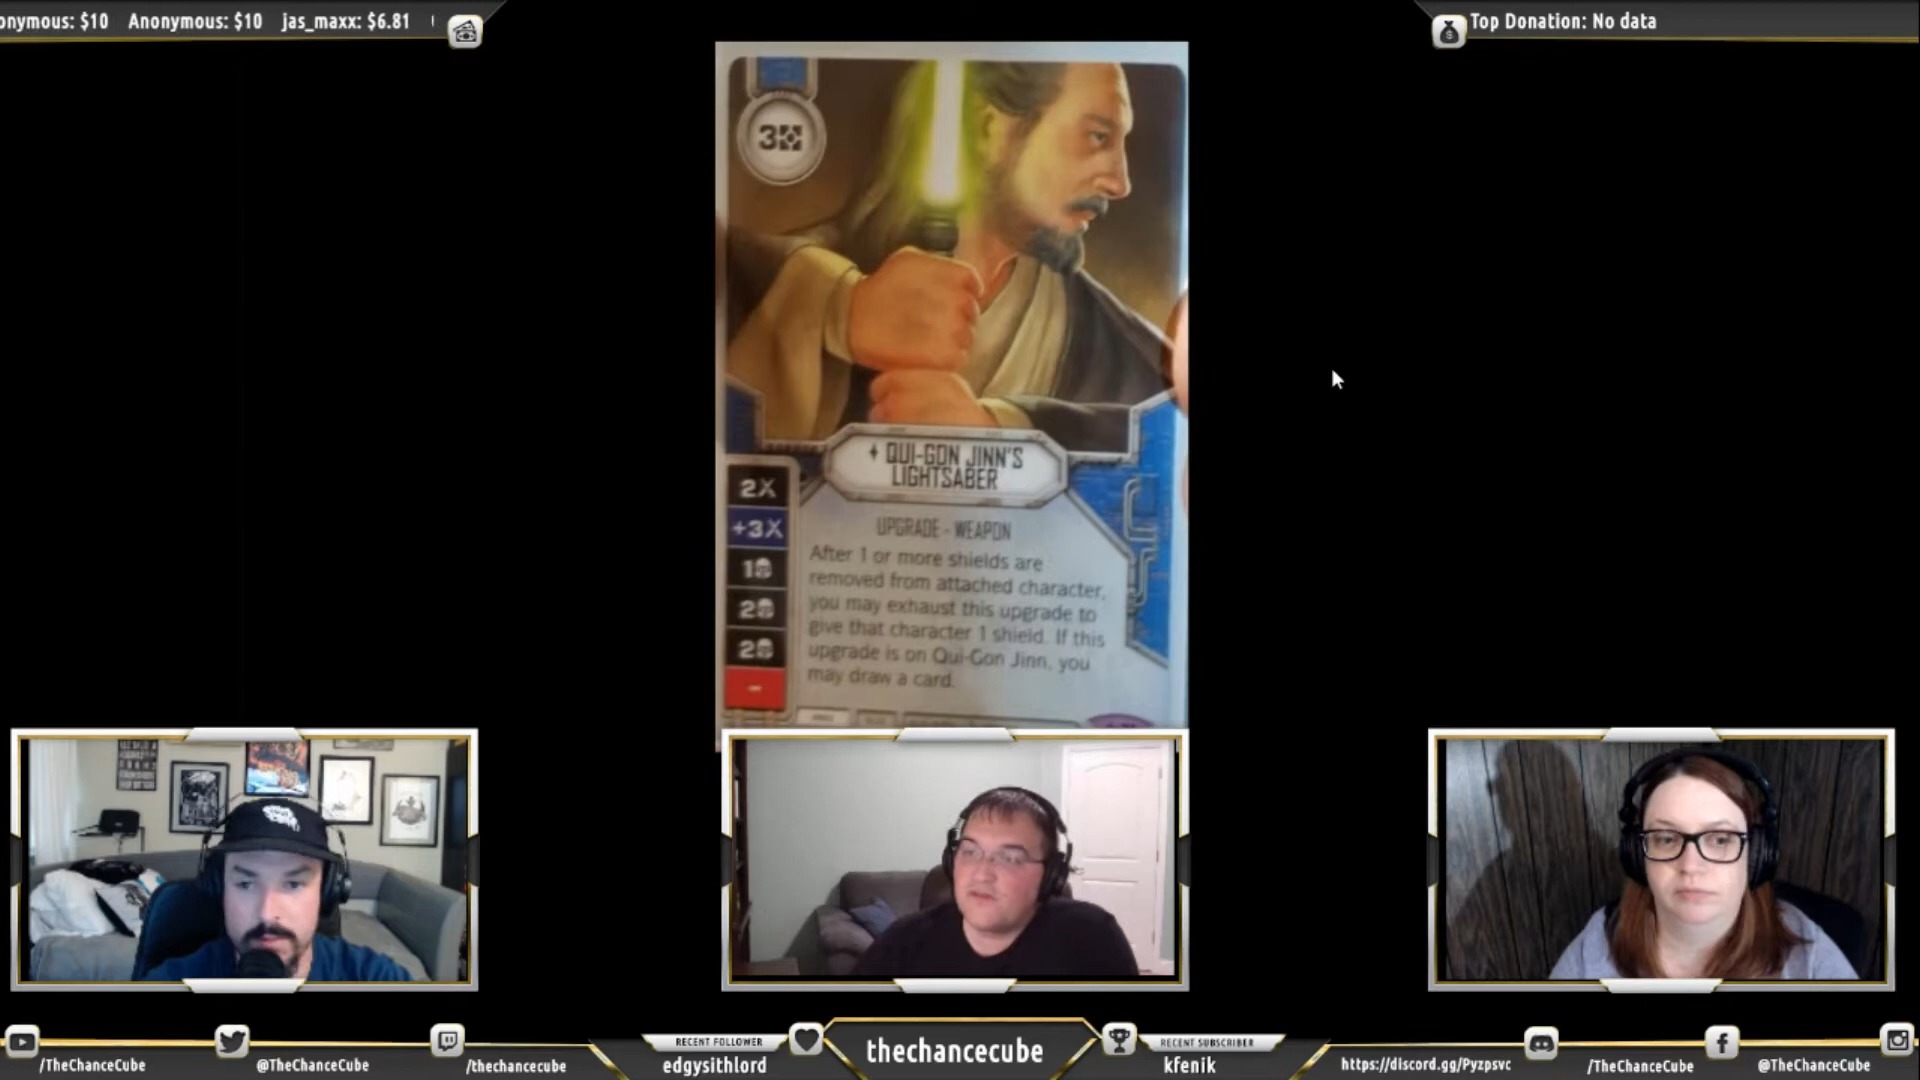 onymous: $10 Anonymous: $10 jas_maxx: $6.81
Top Donation: No data
3
QUI-GON JINN'S
LIGHTSABER
2X
+3X
1
2
2
-
UPGRADE - WEAPON
After 1 or more shields are
removed from attached character,
you may exhaust this upgrade to
give that character 1 shield. If this
upgrade is on Qui-Gon Jinn, you
may draw a card.
/TheChanceCube
@TheChanceCube
/thechancecube
RECENT FOLLOWER
edgysithlord
thechancecube
RECENT SUBSCRIBER
kfenik
https://discord.gg/Pyzpsvc
/TheChanceCube
@TheChanceCube